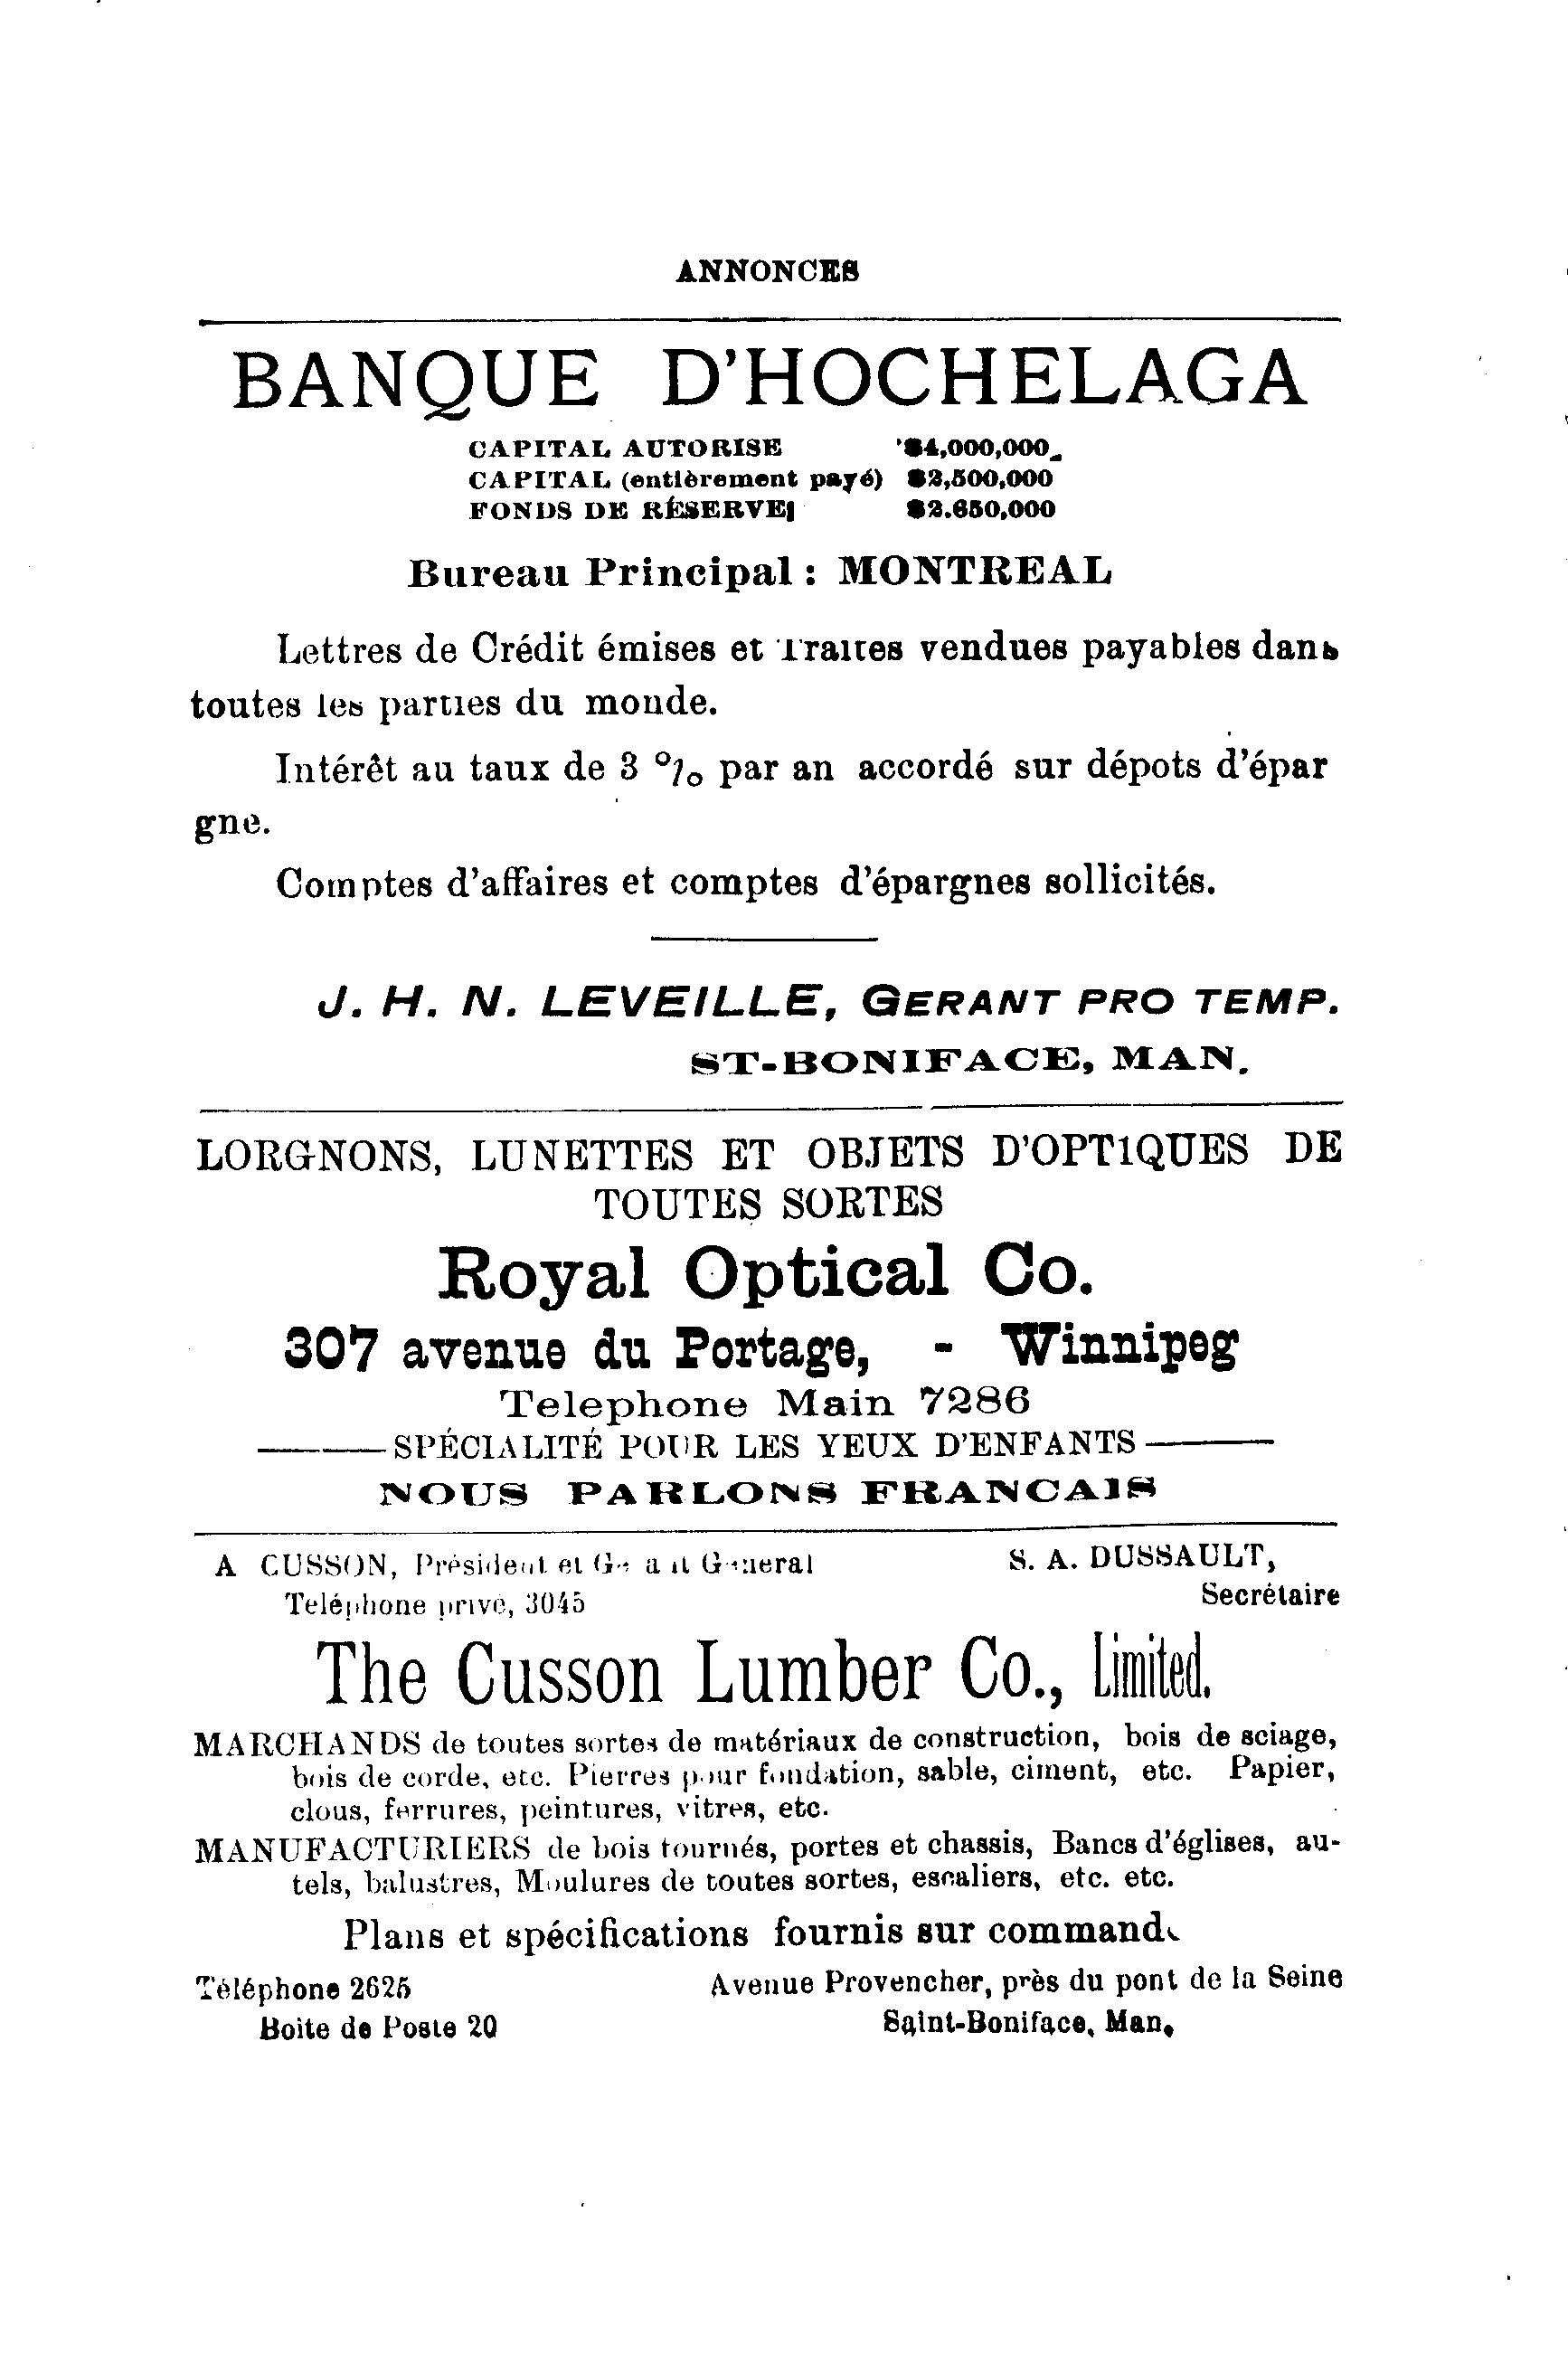 ANNONCES
BANQUE D'HOCHELAGA
CAPITAL AUTORISE $4,000,000
CAPITAL (entièrement payé) $2,500,000
FONDS DE RÉSERVE $2.650,000
Bureau Principal : MONTREAL
Lettres de Crédit émises et Traites vendues payables dans
toutes les parties du monde.
Intérêt au taux de 3 % par an accordé sur dépots d'épar
gne.
Comptes d'affaires et comptes d'épargnes sollicités.
J. H. N. LEVEILLE, GERANT PRO TEMP.
ST-BONIFACE, MAN.
LORGNONS, LUNETTES ET OBJETS D'OPTIQUES DE
TOUTES SORTES
Royal Optical Co.
307 avenue du Portage, - Winnipeg
Telephone Main 7286
SPÉCIALITÉ POUR LES YEUX D'ENFANTS
NOUS PARLONS FRANCAIS
A CUSSON, Président et General
Teléphone privé, 3045
S. A. DUSSAULT,
Secrétaire
The Cusson Lumber Co., Limited.
MARCHANDS de toutes sortes de matériaux de construction, bois de sciage,
bois de corde, etc. Pierres pour fondation, sable, ciment, etc. Papier,
clous, ferrures, peintures, vitres, etc.
MANUFACTURIERS de bois tournés, portes et chassis, Bancs d'églises, au-
tels, balustres, Moulures de toutes sortes, escaliers, etc. etc.
Plans et spécifications fournis sur commande
Téléphone 2625 Avenue Provencher, près du pont de la Seine
Boite de Poste 20 Saint-Boniface, Man.